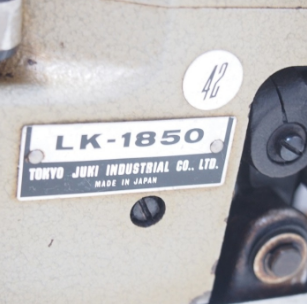 42
LK-1850
TOKYO JUKI INDUSTRIAL CO., LTD.
MADE IN JAPAN